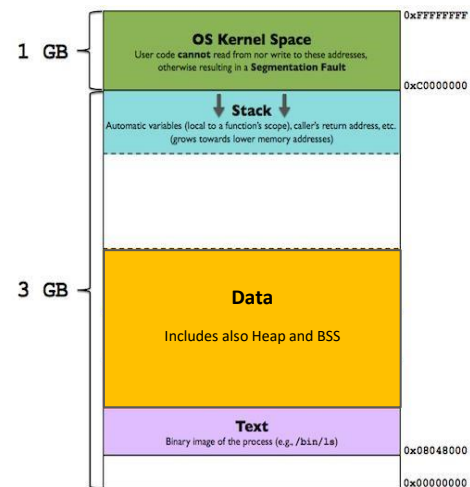 0xFFFFFFFF
OS Kernel Space
1 GB
User code cannot read from nor write to these addresses,
otherwise resulting in a Segmentation Fault
0xC0000000
Stack
Automatic variables (local to a function's scope), caller's return address, etc.
(grows towards lower memory addresses)
3 GB
Data
Includes also Heap and BSS
Text
Binary image of the process (e.g., /bin/ls)
0x08048000
0x00000000